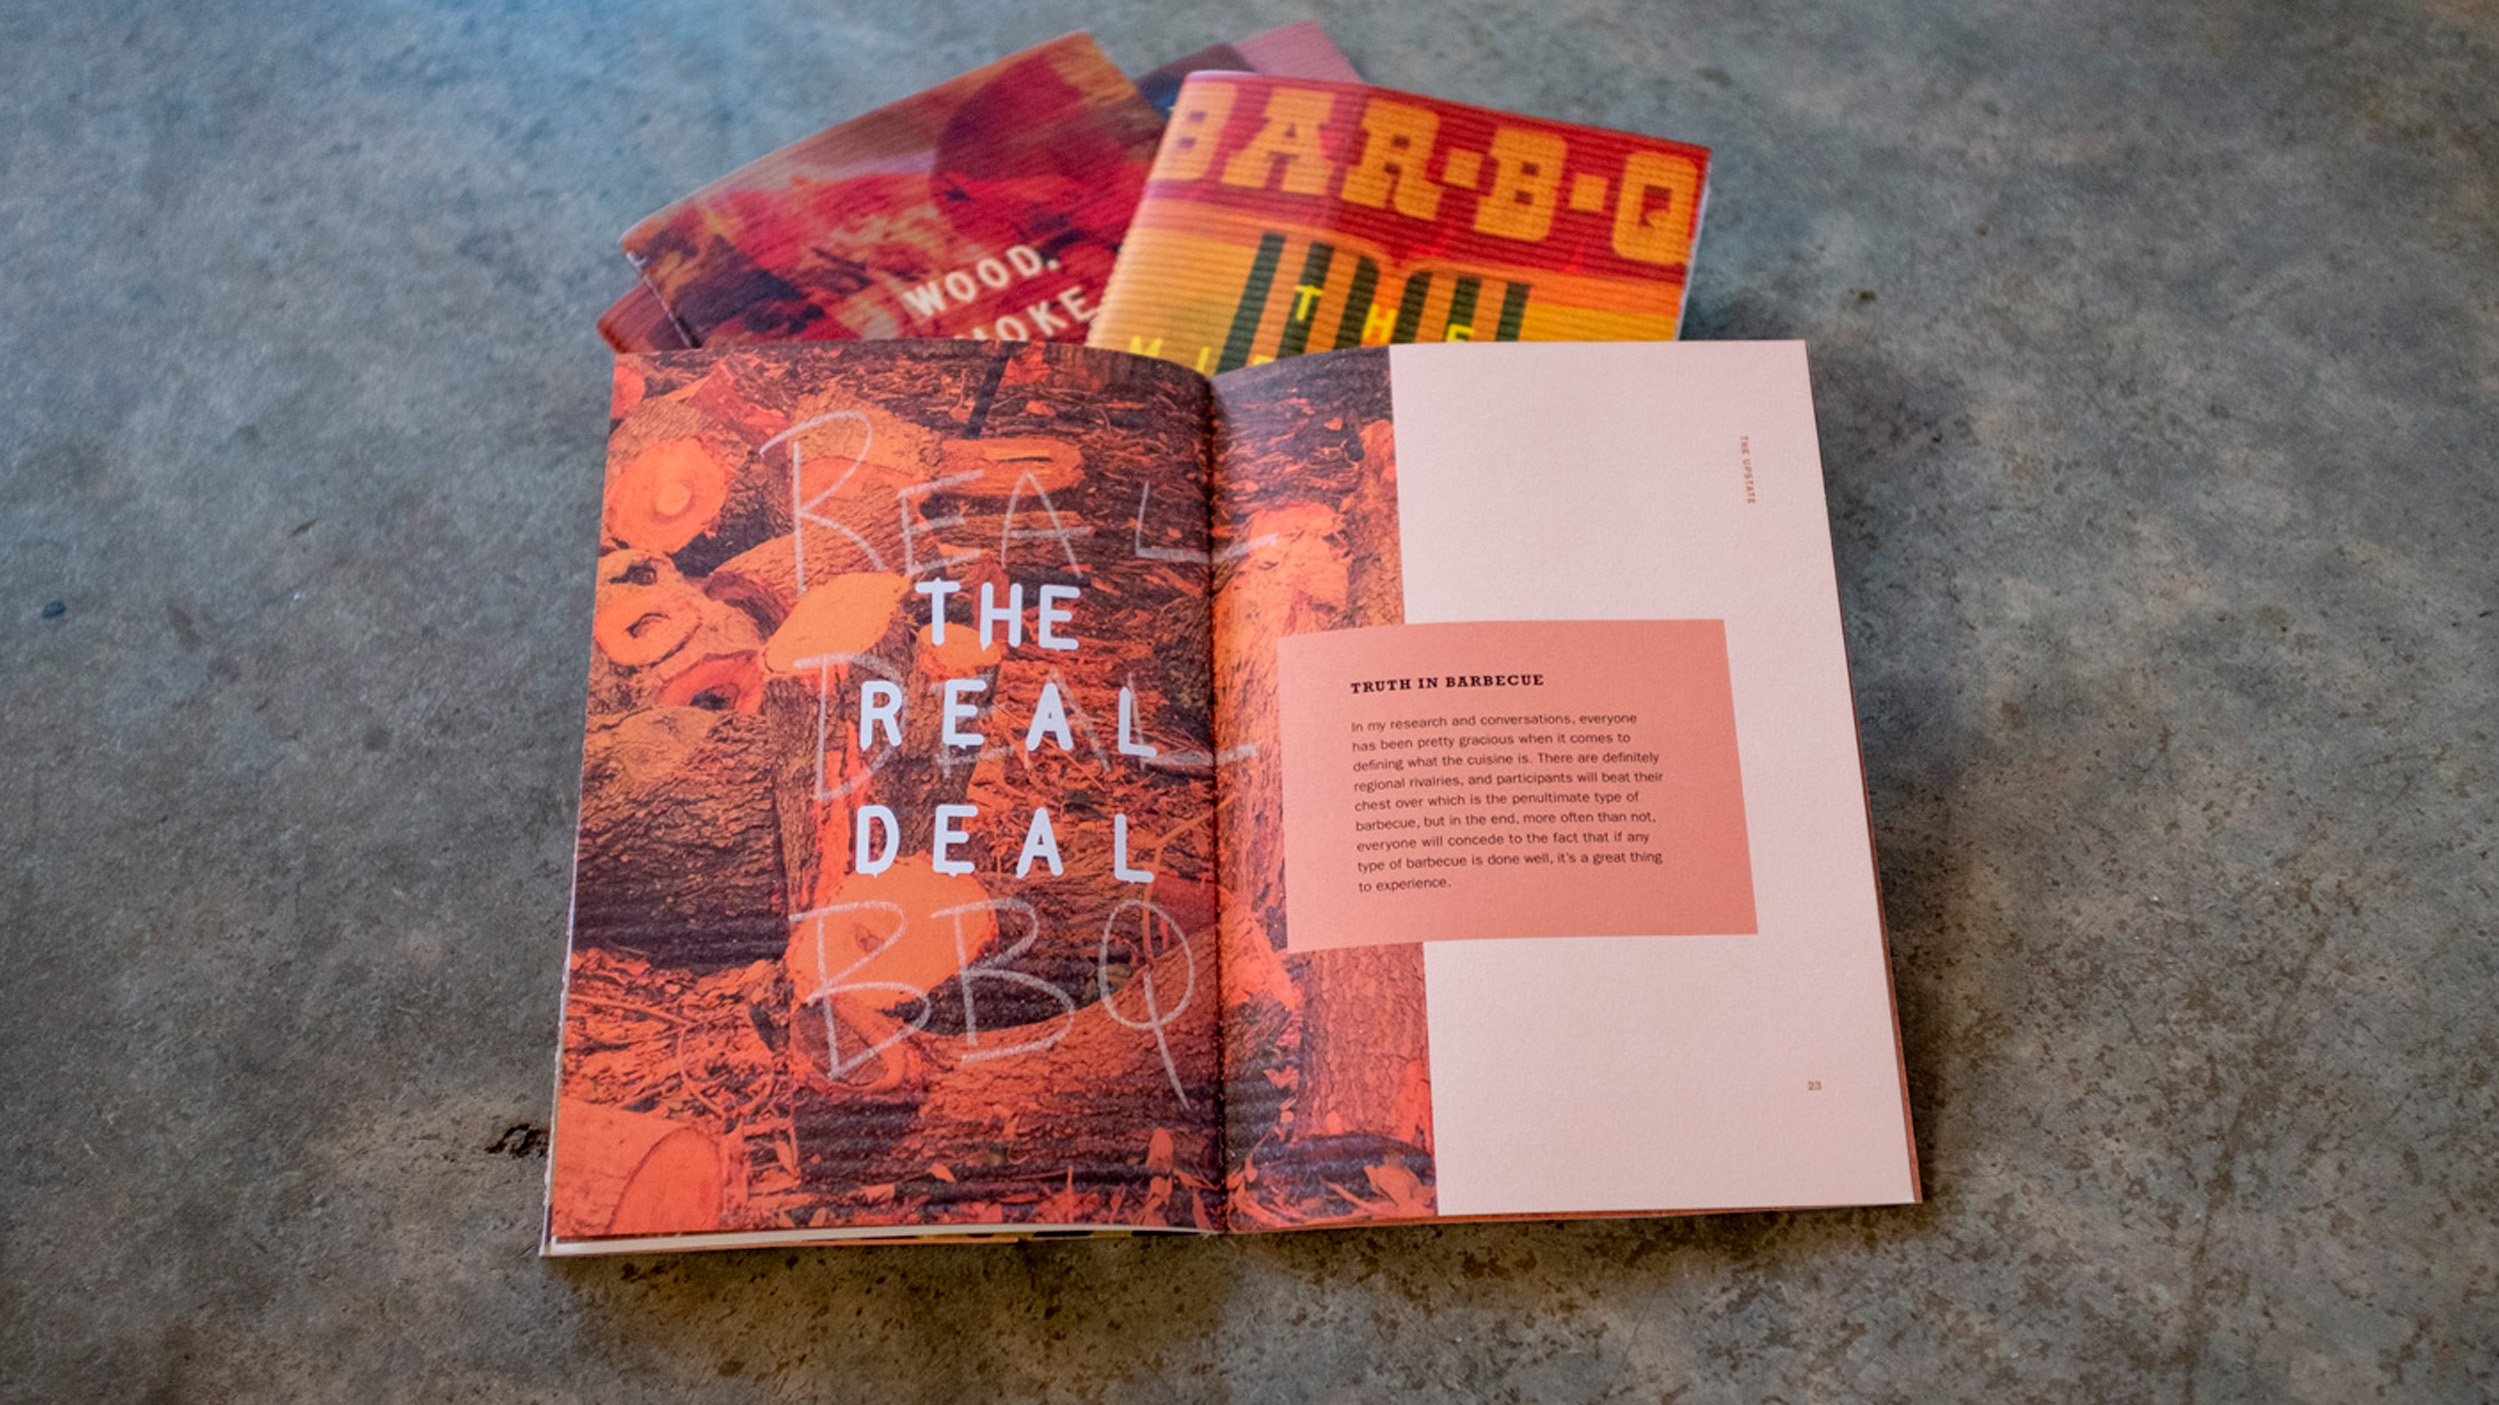 BAR·B·Q
WOOD.
THE
REAL
DEAL
BBQ
THE
REAL
DEAL
THE UPSTATE
TRUTH IN BARBECUE
In my research and conversations, everyone
has been pretty gracious when it comes to
defining what the cuisine is. There are definitely
regional rivalries, and participants will beat their
chest over which is the penultimate type of
barbecue, but in the end, more often than not,
everyone will concede to the fact that if any
type of barbecue is done well, it's a great thing
to experience.
23